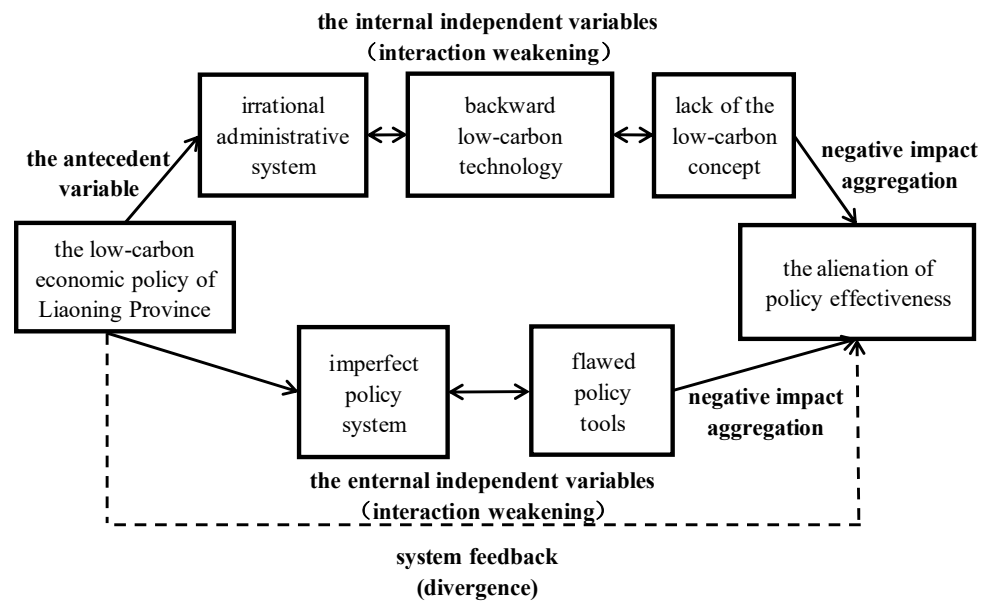 the internal independent variables
（interaction weakening）
irrational
administrative
system
backward
low-carbon
technology
lack of the
low-carbon
concept
the antecedent
variable
negative impact
aggregation
the low-carbon
economic policy of
Liaoning Province
the alienation of
policy effectiveness
imperfect
policy
system
flawed
policy
tools
negative impact
aggregation
the enternal independent variables
（interaction weakening）
system feedback
(divergence)